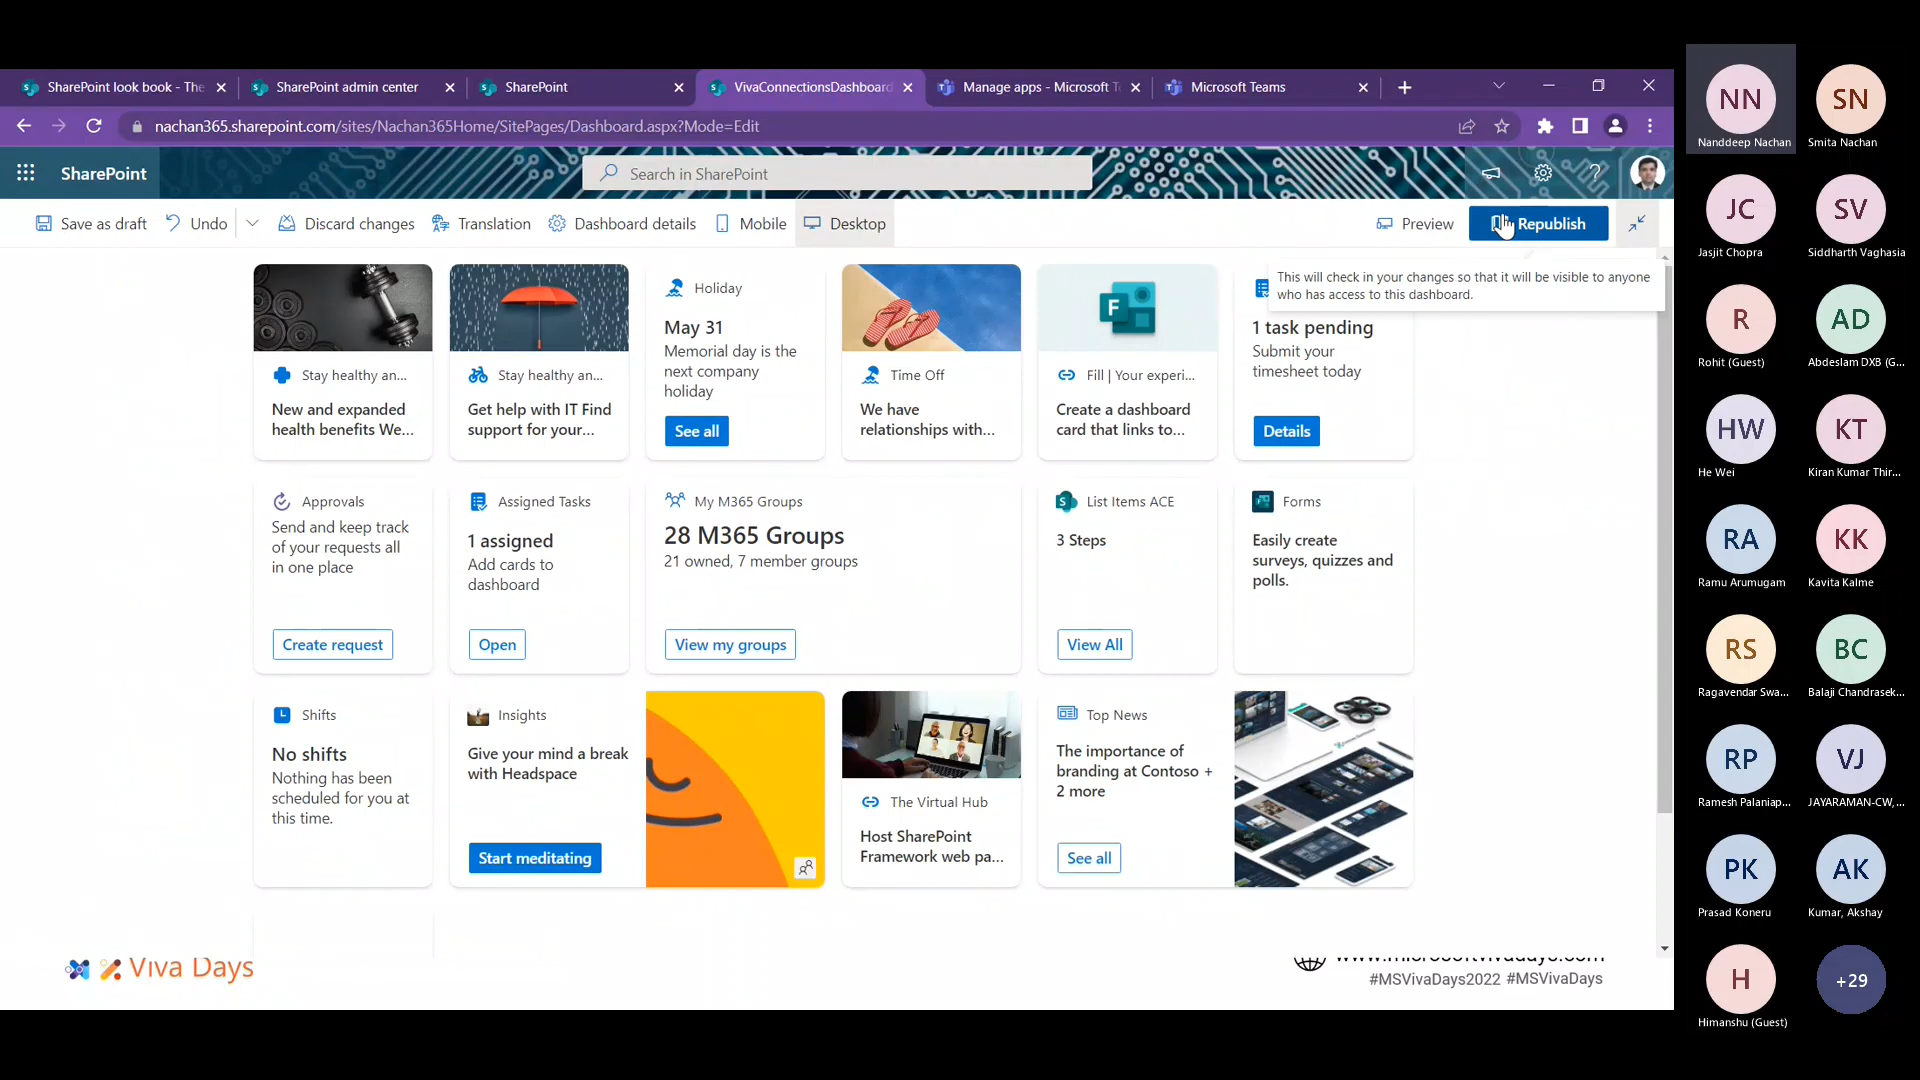 SharePoint look book - The
SharePoint admin center
SharePoint
VivaConnectionsDashboard
Manage apps - Microsoft T
Microsoft Teams
nachan365.sharepoint.com/sites/Nachan365Home/SitePages/Dashboard.aspx?Mode=Edit
SharePoint
Search in SharePoint
Save as draft
Undo
Discard changes
Translation
Dashboard details
Mobile
Desktop
Preview
Republish
This will check in your changes so that it will be visible to anyone
who has access to this dashboard.
Stay healthy an...
New and expanded
health benefits We...
Stay healthy an...
Get help with IT Find
support for your...
Holiday
May 31
Memorial day is the
next company
holiday
See all
Time Off
We have
relationships with...
F
Fill | Your experi...
Create a dashboard
card that links to...
1 task pending
Submit your
timesheet today
Details
Approvals
Send and keep track
of your requests all
in one place
Create request
Assigned Tasks
1 assigned
Add cards to
dashboard
Open
My M365 Groups
28 M365 Groups
21 owned, 7 member groups
View my groups
List Items ACE
3 Steps
View All
Forms
Easily create
surveys, quizzes and
polls.
Shifts
No shifts
Nothing has been
scheduled for you at
this time.
Insights
Give your mind a break
with Headspace
Start meditating
The Virtual Hub
Host SharePoint
Framework web pa...
Top News
The importance of
branding at Contoso +
2 more
See all
Viva Days
www.microsoftvivadays.com
#MSVivaDays2022 #MSVivaDays
NN
Nanddeep Nachan
SN
Smita Nachan
JC
Jasjit Chopra
SV
Siddharth Vaghasia
R
Rohit (Guest)
AD
Abdeslam DXB (G...
HW
He Wei
KT
Kiran Kumar Thir...
RA
Ramu Arumugam
KK
Kavita Kalme
RS
Ragavendar Swa...
BC
Balaji Chandrasek...
RP
Ramesh Palaniap...
VJ
JAYARAMAN-CW,...
PK
Prasad Koneru
AK
Kumar, Akshay
H
Himanshu (Guest)
+29